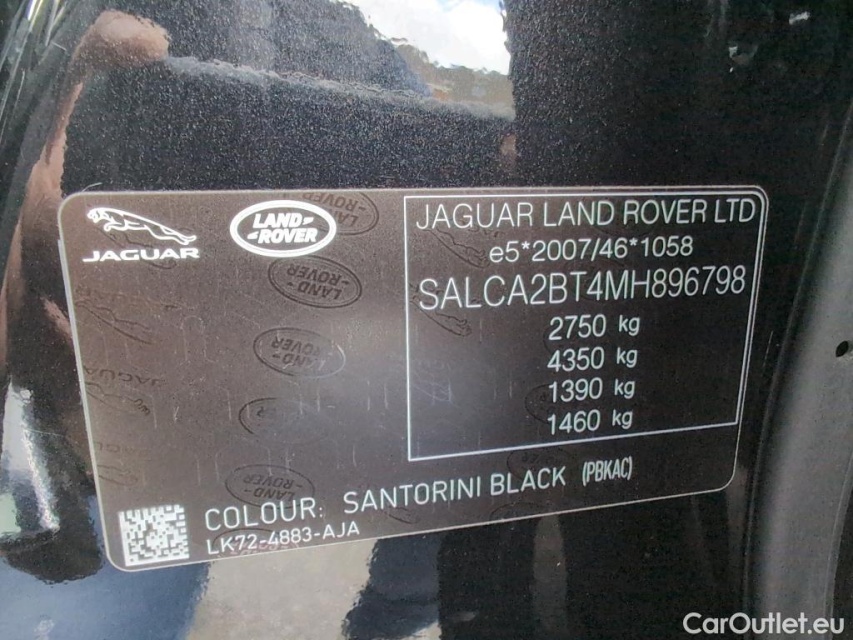 JAGUAR
LAND-
-ROVER
JAGUAR LAND ROVER LTD
e5*2007/46*1058
SALCA2BT4MH896798
2750 kg
4350 kg
1390 kg
1460 kg
COLOUR: SANTORINI BLACK (PBKAC)
LK72-4883-AJA
CarOutlet.eu